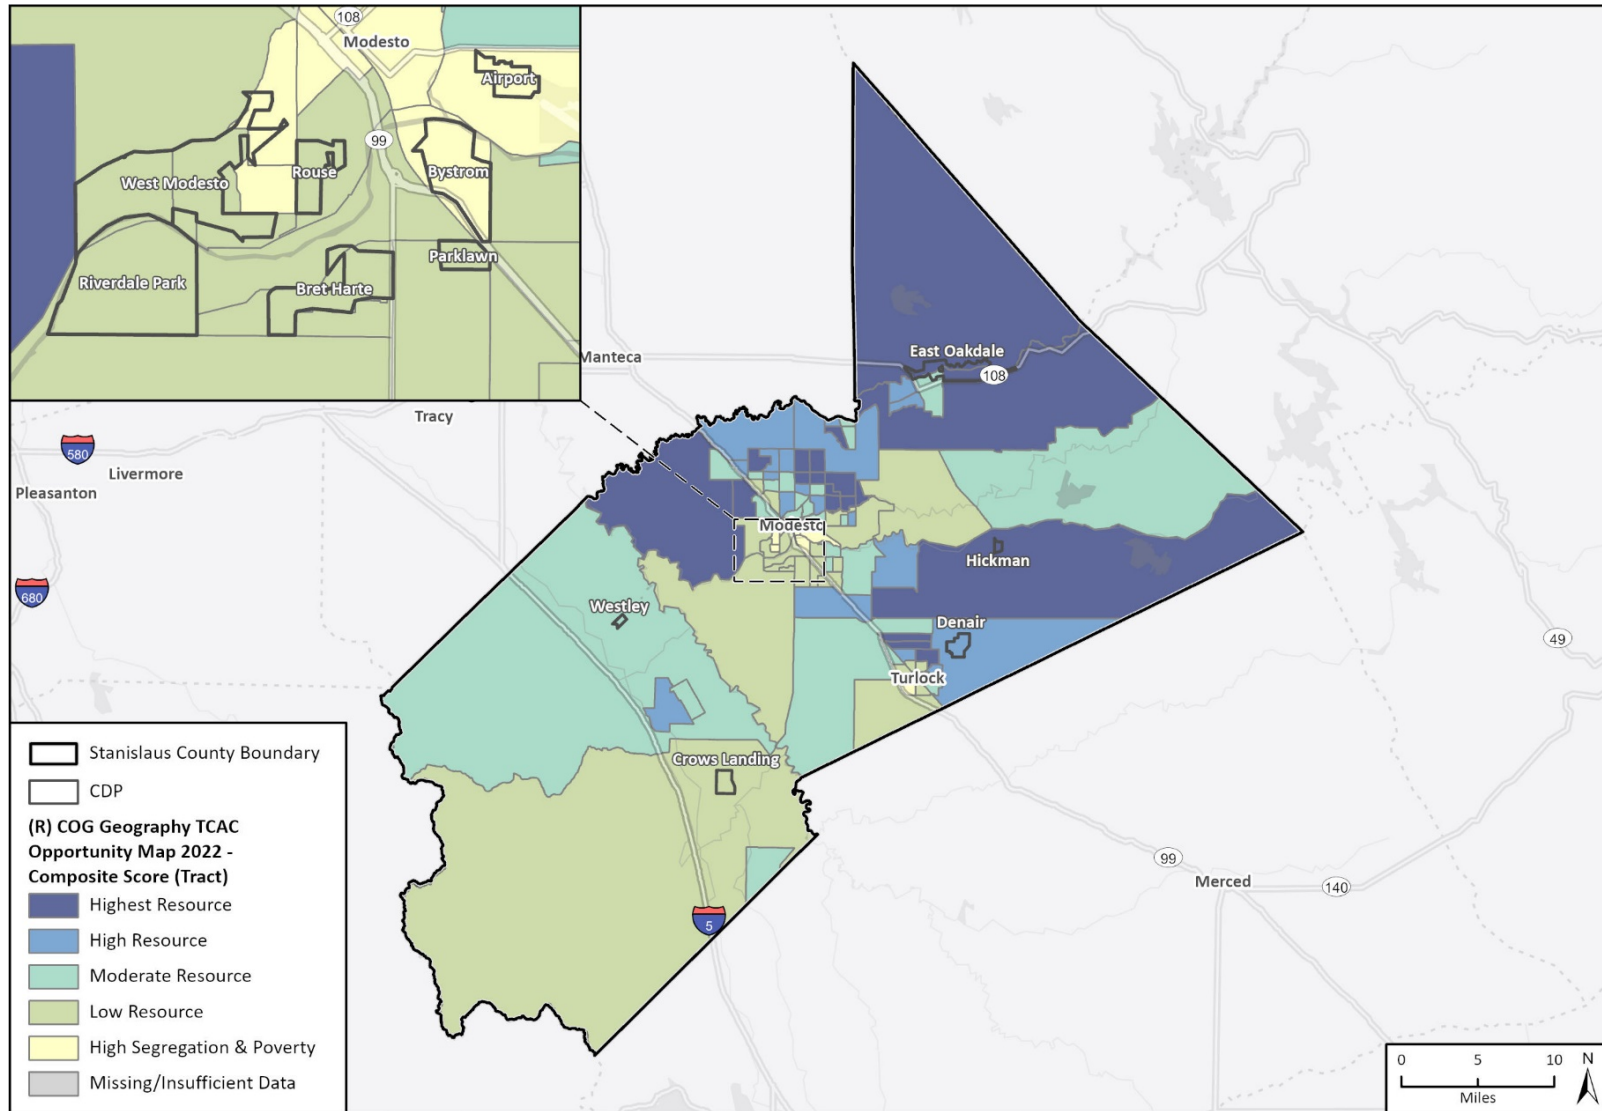 108
Modesto
Airport
99
West Modesto
Rouse
Bystrom
Riverdale Park
Bret Harte
Parklawn
Manteca
Tracy
580
Livermore
Pleasanton
680
East Oakdale
108
Modesto
Hickman
Westley
Denair
Turlock
Crows Landing
5
49
99
Merced
140
Stanislaus County Boundary
CDP
(R) COG Geography TCAC
Opportunity Map 2022 -
Composite Score (Tract)
Highest Resource
High Resource
Moderate Resource
Low Resource
High Segregation & Poverty
Missing/Insufficient Data
0 5 10
Miles
N